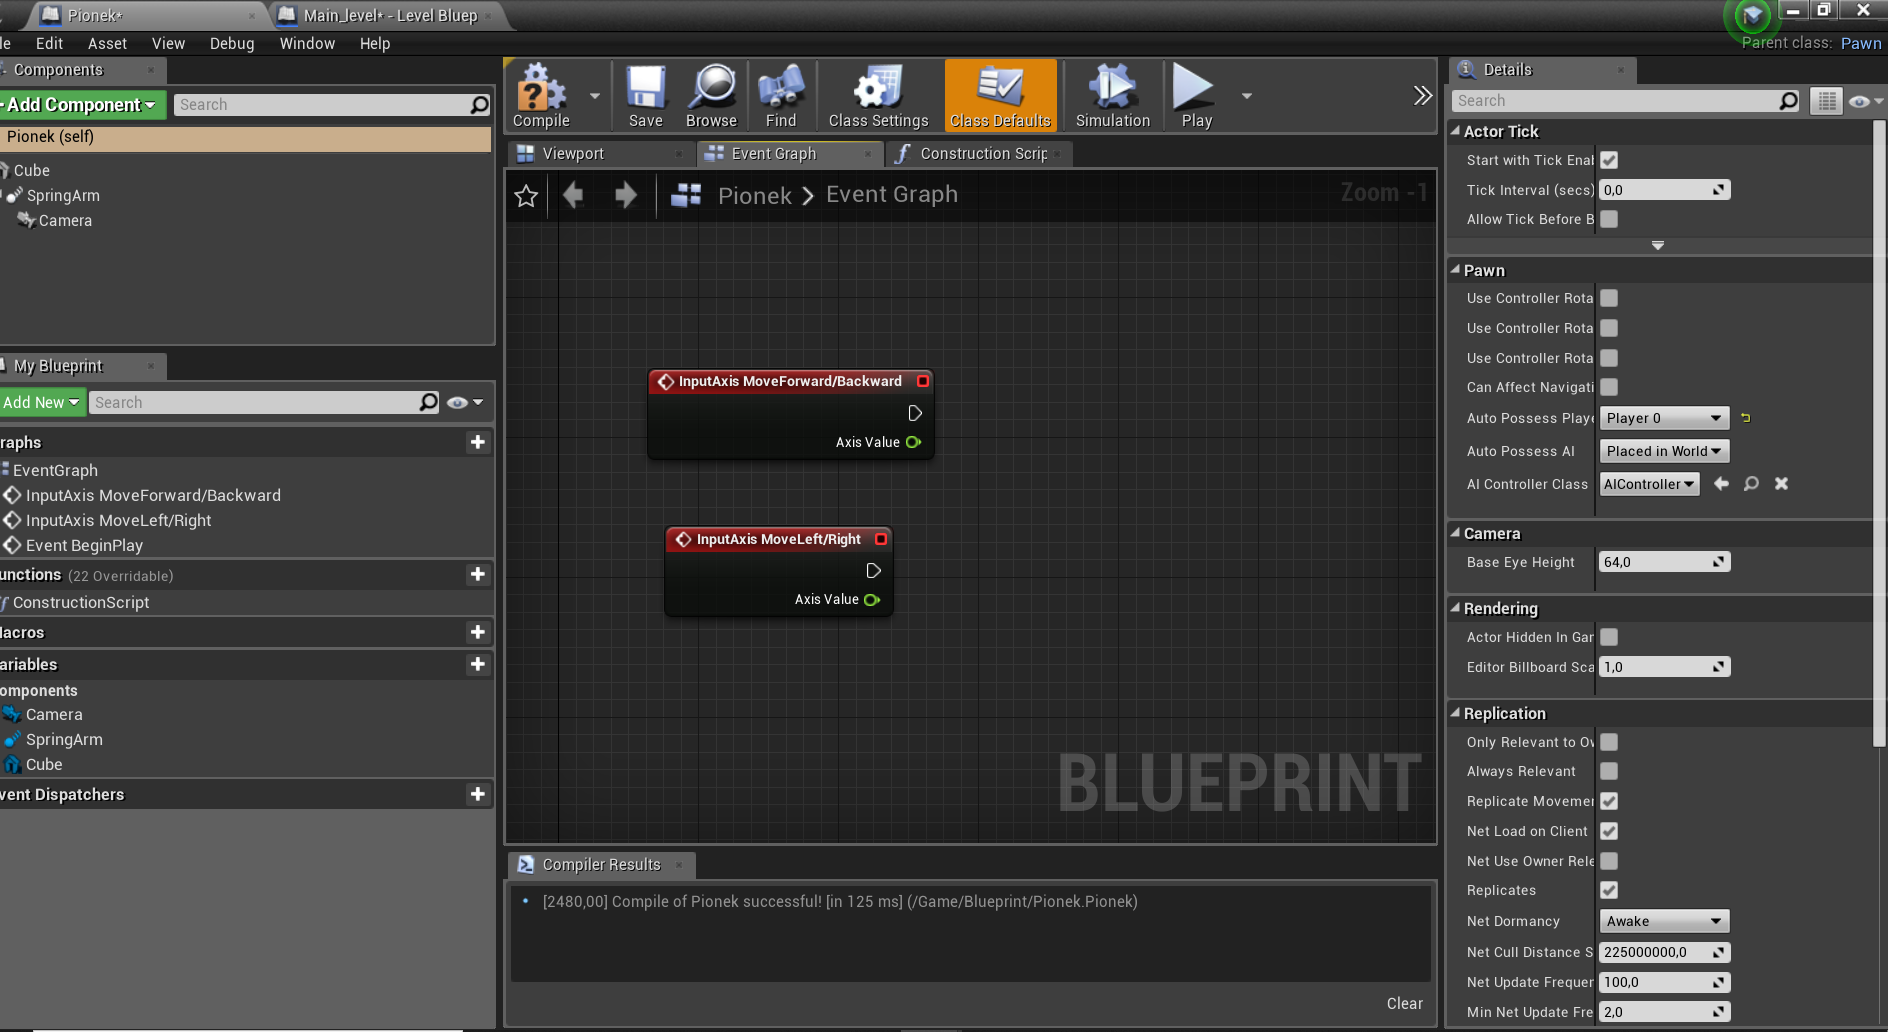 Pionek*
Main_level* - Level Bluep
le Edit Asset View Debug Window Help
Parent class: Pawn
Components
Add Component
Search
Pionek (self)
Cube
SpringArm
Camera
My Blueprint
Add New
Search
raphs
EventGraph
InputAxis MoveForward/Backward
InputAxis MoveLeft/Right
Event BeginPlay
unctions (22 Overridable)
ConstructionScript
lacros
ariables
omponents
Camera
SpringArm
Cube
vent Dispatchers
Compile
Save
Browse
Find
Class Settings
Class Defaults
Simulation
Play
Viewport
Event Graph
Construction Scrip
Pionek > Event Graph
Zoom -1
InputAxis MoveForward/Backward
Axis Value
InputAxis MoveLeft/Right
Axis Value
BLUEPRINT
Compiler Results
[2480,00] Compile of Pionek successful! [in 125 ms] (/Game/Blueprint/Pionek.Pionek)
Clear
Details
Search
Actor Tick
Start with Tick Enal
Tick Interval (secs) 0,0
Allow Tick Before B
Pawn
Use Controller Rota
Use Controller Rota
Use Controller Rota
Can Affect Navigati
Auto Possess Playe Player 0
Auto Possess AI Placed in World
AI Controller Class AIController
Camera
Base Eye Height 64,0
Rendering
Actor Hidden In Gar
Editor Billboard Sca 1,0
Replication
Only Relevant to Ov
Always Relevant
Replicate Movemer
Net Load on Client
Net Use Owner Rele
Replicates
Net Dormancy Awake
Net Cull Distance S 225000000,0
Net Update Frequer 100,0
Min Net Update Fre 2,0